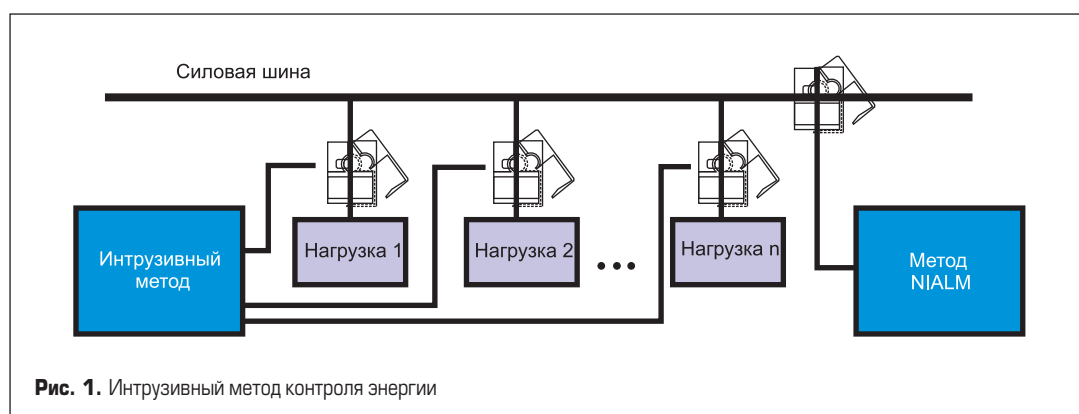 Силовая шина
Интрузивный
метод
Нагрузка 1
Нагрузка 2
Нагрузка n
Метод
NIALM
Рис. 1. Интрузивный метод контроля энергии